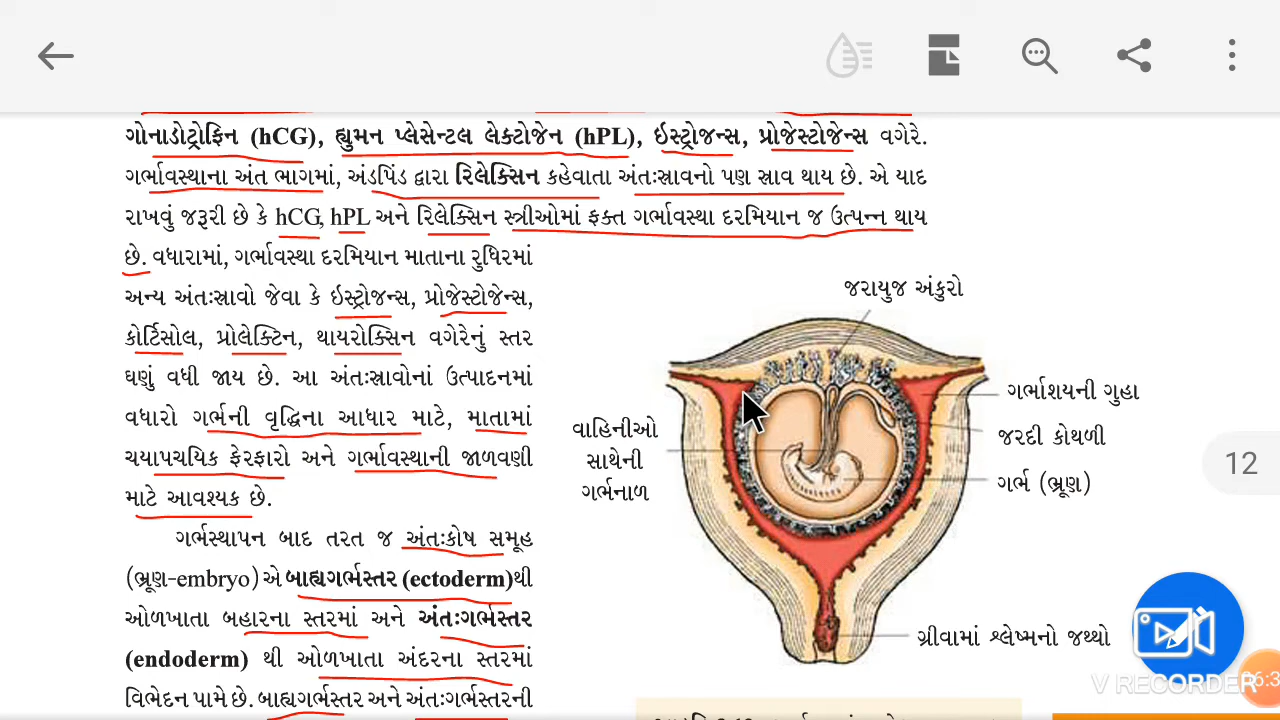 ગોનાડોટ્રોફિન (hCG), હ્યુમન પ્લેસેન્ટલ લેક્ટોજેન (hPL), ઇસ્ટ્રોજન્સ, પ્રોજેસ્ટોજેન્સ વગેરે.
ગર્ભાવસ્થાના અંત ભાગમાં, અંડપિંડ દ્વારા રિલેક્સિન કહેવાતા અંતઃસ્રાવનો પણ સ્રાવ થાય છે. એ યાદ
રાખવું જરૂરી છે કે hCG, hPL અને રિલેક્સિન સ્ત્રીઓમાં ફક્ત ગર્ભાવસ્થા દરમિયાન જ ઉત્પન્ન થાય
છે. વધારામાં, ગર્ભાવસ્થા દરમિયાન માતાના રુધિરમાં
અન્ય અંતઃસ્રાવો જેવા કે ઇસ્ટ્રોજન્સ, પ્રોજેસ્ટોજેન્સ,
કોર્ટિસોલ, પ્રોલેક્ટિન, થાયરોક્સિન વગેરેનું સ્તર
ઘણું વધી જાય છે. આ અંતઃસ્રાવોનાં ઉત્પાદનમાં
વધારો ગર્ભની વૃદ્ધિના આધાર માટે, માતામાં
ચયાપચયિક ફેરફારો અને ગર્ભાવસ્થાની જાળવણી
માટે આવશ્યક છે.
ગર્ભસ્થાપન બાદ તરત જ અંતઃકોષ સમૂહ
(ભ્રૂણ-embryo) એ બાહ્યગર્ભસ્તર (ectoderm)થી
ઓળખાતા બહારના સ્તરમાં અને અંતઃગર્ભસ્તર
(endoderm) થી ઓળખાતા અંદરના સ્તરમાં
વિભેદન પામે છે. બાહ્યગર્ભસ્તર અને અંતઃગર્ભસ્તરની
જરાયુજ અંકુરો
ગર્ભાશયની ગુહા
જરદી કોથળી
ગર્ભ (ભ્રૂણ)
વાહિનીઓ
સાથેની
ગર્ભનાળ
ગ્રીવામાં શ્લેષ્મનો જથ્થો
12
V RECORDER